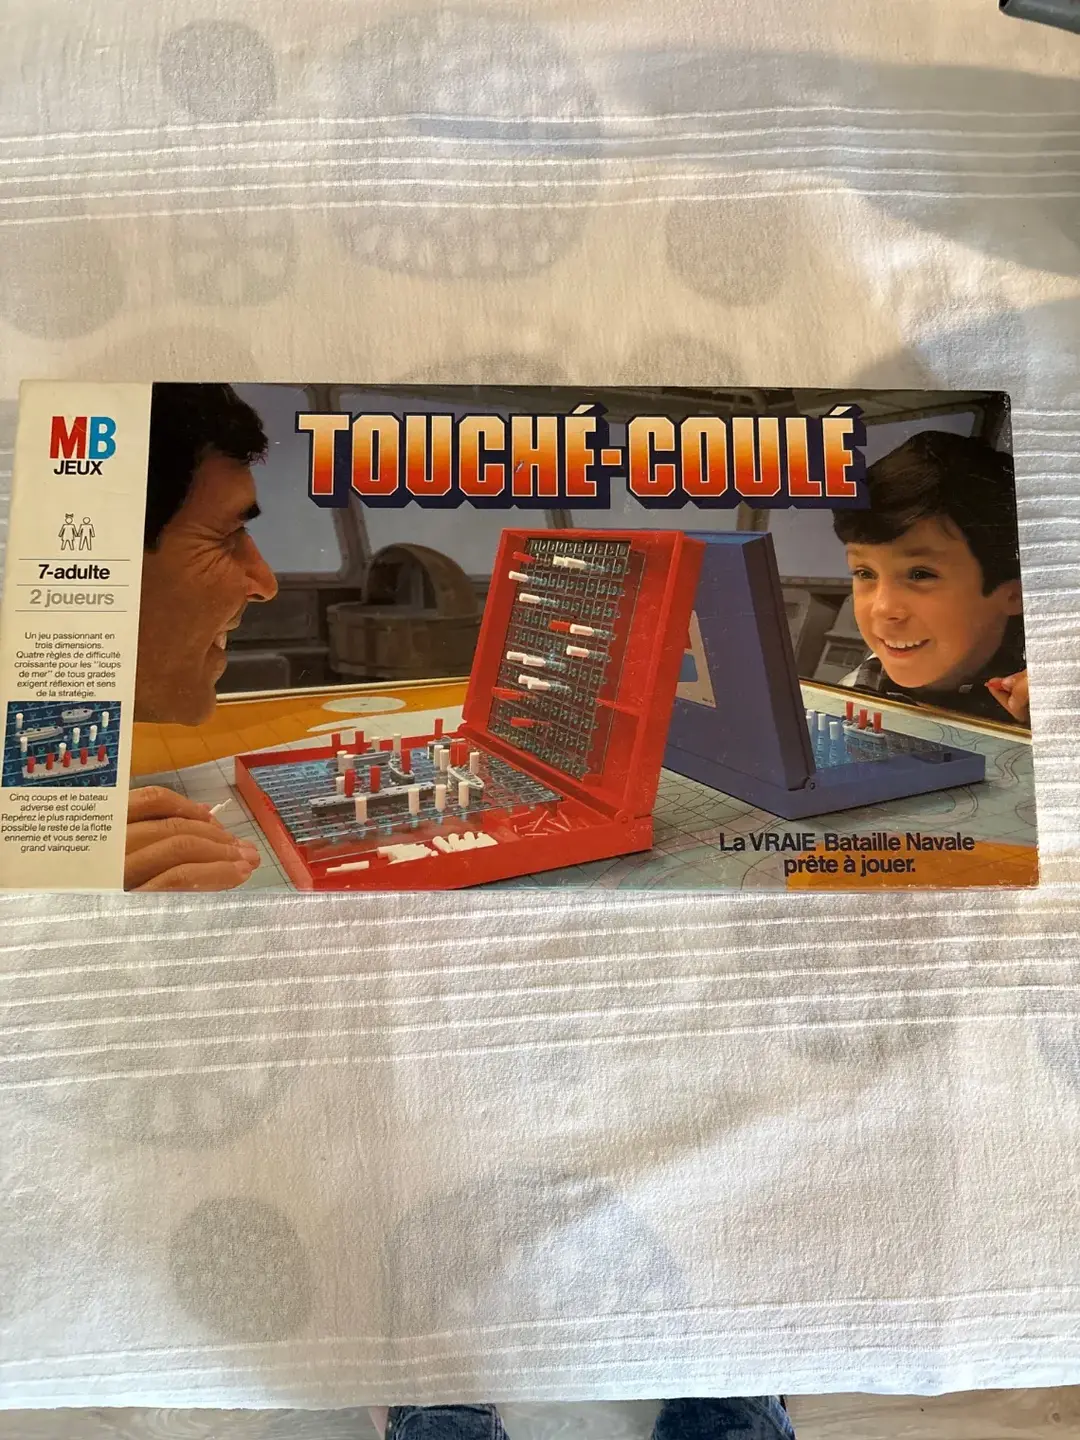 MB
JEUX
TOUCHÉ-COULÉ
7-adulte
2 joueurs
Un jeu passionnant en
trois dimensions.
Quatre règles de difficulté
croissante pour les "loups
de mer" de tous grades
exigent réflexion et sens
de la stratégie.
Cinq coups et le bateau
adverse est coulé!
Repérez le plus rapidement
possible le reste de la flotte
ennemie et vous serez le
grand vainqueur.
La VRAIE Bataille Navale
prête à jouer.